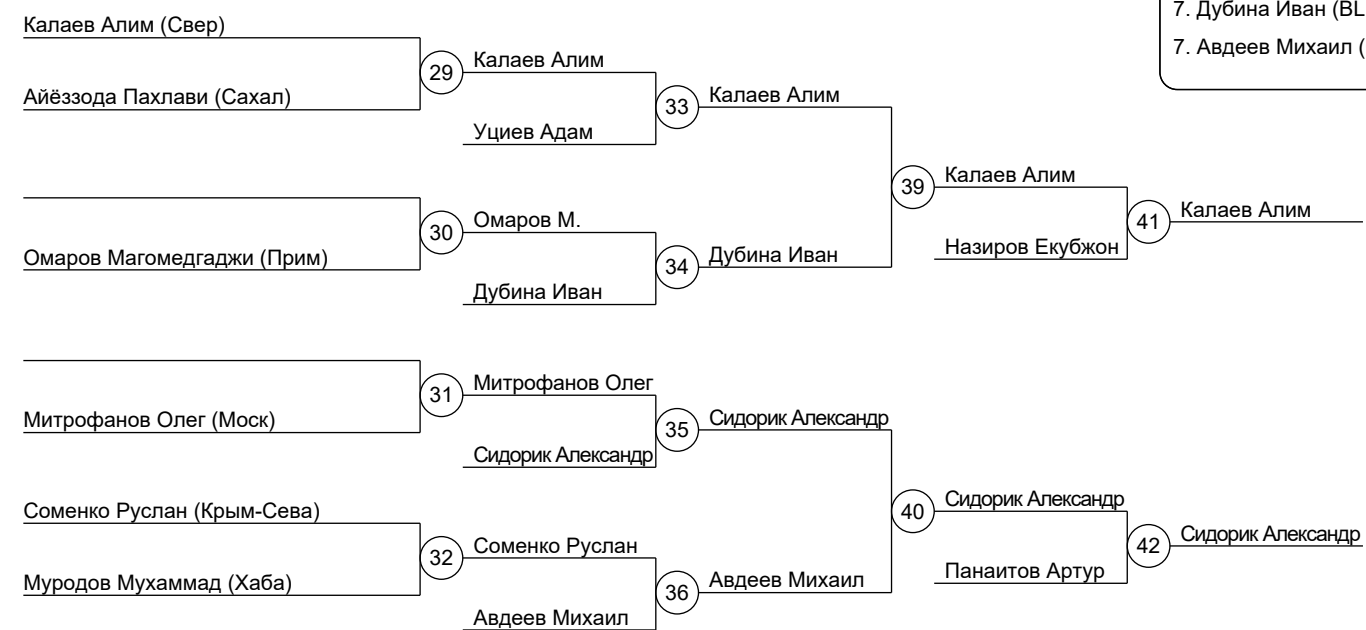 7. Дубина Иван (BL
7. Авдеев Михаил (
Калаев Алим (Свер)
29
Калаев Алим
Айёззода Пахлави (Сахал)
33
Калаев Алим
Уциев Адам
39
Калаев Алим
30
Омаров М.
Омаров Магомедгаджи (Прим)
34
Дубина Иван
Дубина Иван
41
Калаев Алим
Назиров Екубжон
31
Митрофанов Олег
Митрофанов Олег (Моск)
35
Сидорик Александр
Сидорик Александр
Соменко Руслан (Крым-Сева)
40
Сидорик Александр
32
Соменко Руслан
Муродов Мухаммад (Хаба)
36
Авдеев Михаил
Авдеев Михаил
42
Сидорик Александр
Панаитов Артур